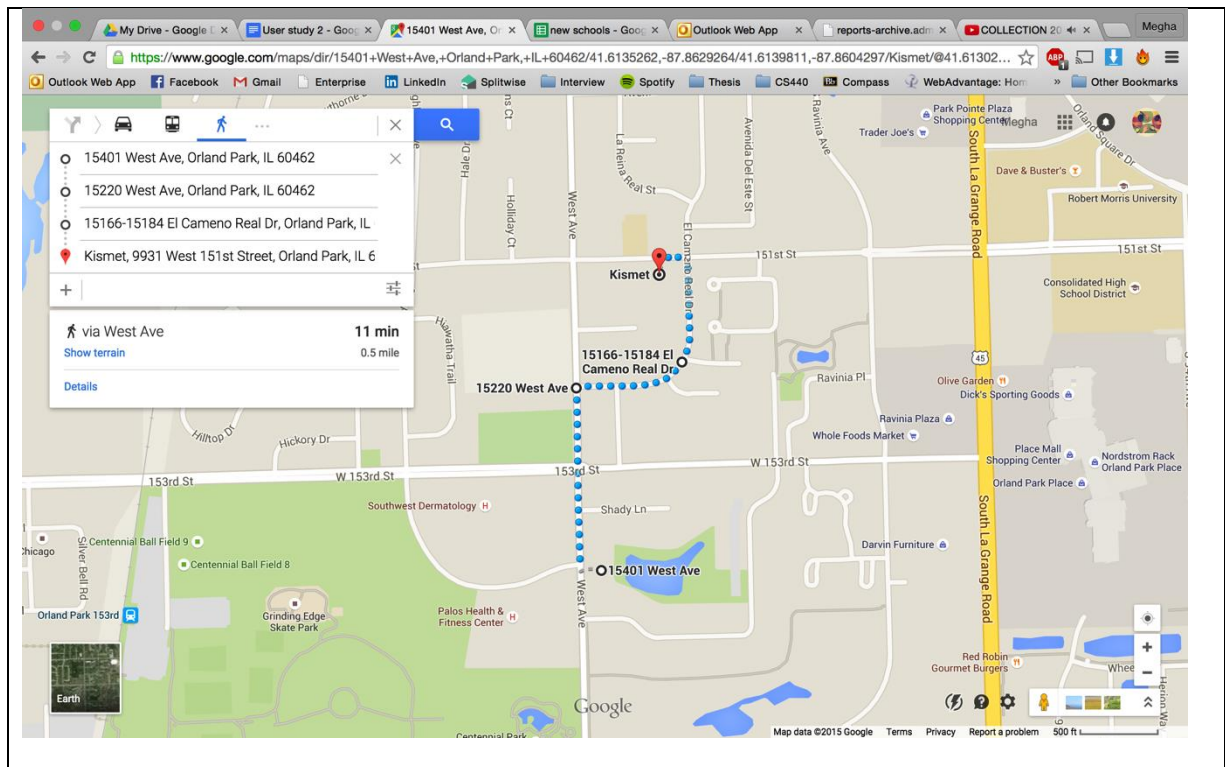 My Drive - Google D
User study 2 - Goog
15401 West Ave, Or
new schools - Goog
Outlook Web App
reports-archive.adm
COLLECTION 20
Megha
https://www.google.com/maps/dir/15401+West+Ave,+Orland+Park,+IL+60462/41.6135262,-87.8629264/41.6139811,-87.8604297/Kismet/@41.61302...
ABP
1
Outlook Web App
Facebook
Gmail
Enterprise
LinkedIn
Splitwise
Interview
Spotify
Thesis
CS440
Compass
WebAdvantage: Hom
»
Other Bookmarks
15401 West Ave, Orland Park, IL 60462
15220 West Ave, Orland Park, IL 60462
15166-15184 El Cameno Real Dr, Orland Park, IL
Kismet, 9931 West 151st Street, Orland Park, IL 6
via West Ave
11 min
Show terrain
0.5 mile
Details
Holliday Ct
La Reina Real St
West Ave
Avenida Del Este St
Ravinia Ave
Trader Joe's
Park Pointe Plaza
Shopping Center
Megha
Orland Square Dr
Dave & Buster's
Robert Morris University
South La Grange Road
El Cameno Real Dr
151st St
151st St
Kismet
Consolidated High
School District
Hiawatha Trail
15166-15184 El
Cameno Real Dr
45
15220 West Ave
Ravinia Pl
Olive Garden
Dick's Sporting Goods
Ravinia Plaza
Whole Foods Market
Hilltop Dr
Hickory Dr
Place Mall
Shopping Center
Nordstrom Rack
Orland Park Place
153rd St
W 153rd St
153rd St
W 153rd St
Orland Park Place
Southwest Dermatology
Shady Ln
South La Grange Road
Chicago
Silver Bell Rd
Centennial Ball Field 9
Centennial Ball Field 8
Darvin Furniture
15401 West Ave
West Ave
Orland Park 153rd
Grinding Edge
Skate Park
Palos Health &
Fitness Center
Red Robin
Gourmet Burgers
Whee
Herion Way
Earth
Google
Centennial Park
Map data ©2015 Google
Terms
Privacy
Report a problem
500 ft